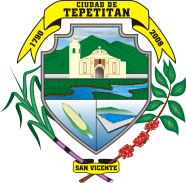 CIUDAD DE
TEPETITAN
1790
2008
SAN VICENTE